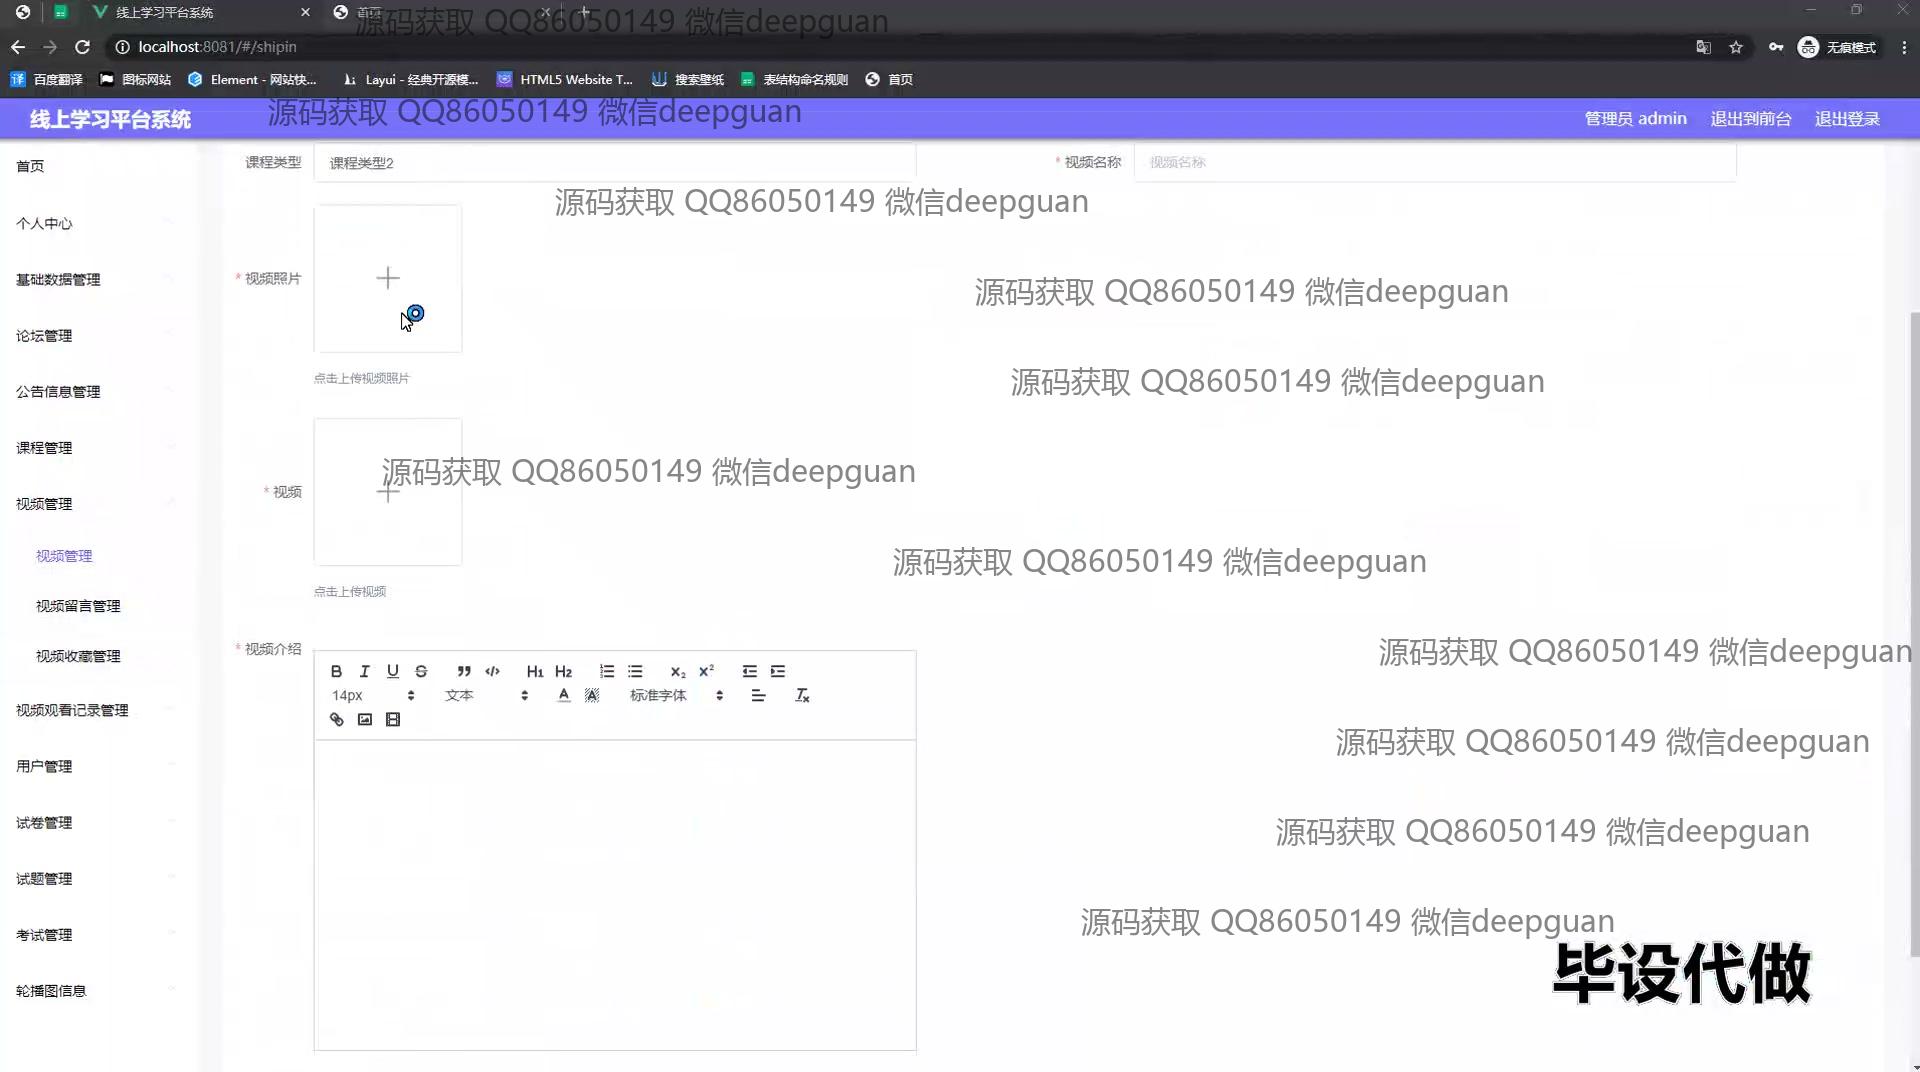 线上学习平台系统
首页
源码获取 QQ86050149 微信deepguan
localhost:8081/#/shipin
无痕模式
百度翻译
图标网站
Element - 网站快...
Layui - 经典开源模...
HTML5 Website T...
搜索壁纸
表结构命名规则
首页
线上学习平台系统
源码获取 QQ86050149 微信deepguan
管理员 admin
退出到前台
退出登录
首页
个人中心
基础数据管理
论坛管理
公告信息管理
课程管理
视频管理
视频管理
视频留言管理
视频收藏管理
视频观看记录管理
用户管理
试卷管理
试题管理
考试管理
轮播图信息
课程类型
课程类型2
* 视频名称
视频名称
源码获取 QQ86050149 微信deepguan
* 视频照片
源码获取 QQ86050149 微信deepguan
点击上传视频照片
源码获取 QQ86050149 微信deepguan
源码获取 QQ86050149 微信deepguan
* 视频
源码获取 QQ86050149 微信deepguan
点击上传视频
* 视频介绍
源码获取 QQ86050149 微信deepguan
B I U S H1 H2 X2 X2
14px 文本 A A 标准字体 Tx
源码获取 QQ86050149 微信deepguan
源码获取 QQ86050149 微信deepguan
源码获取 QQ86050149 微信deepguan
毕设代做